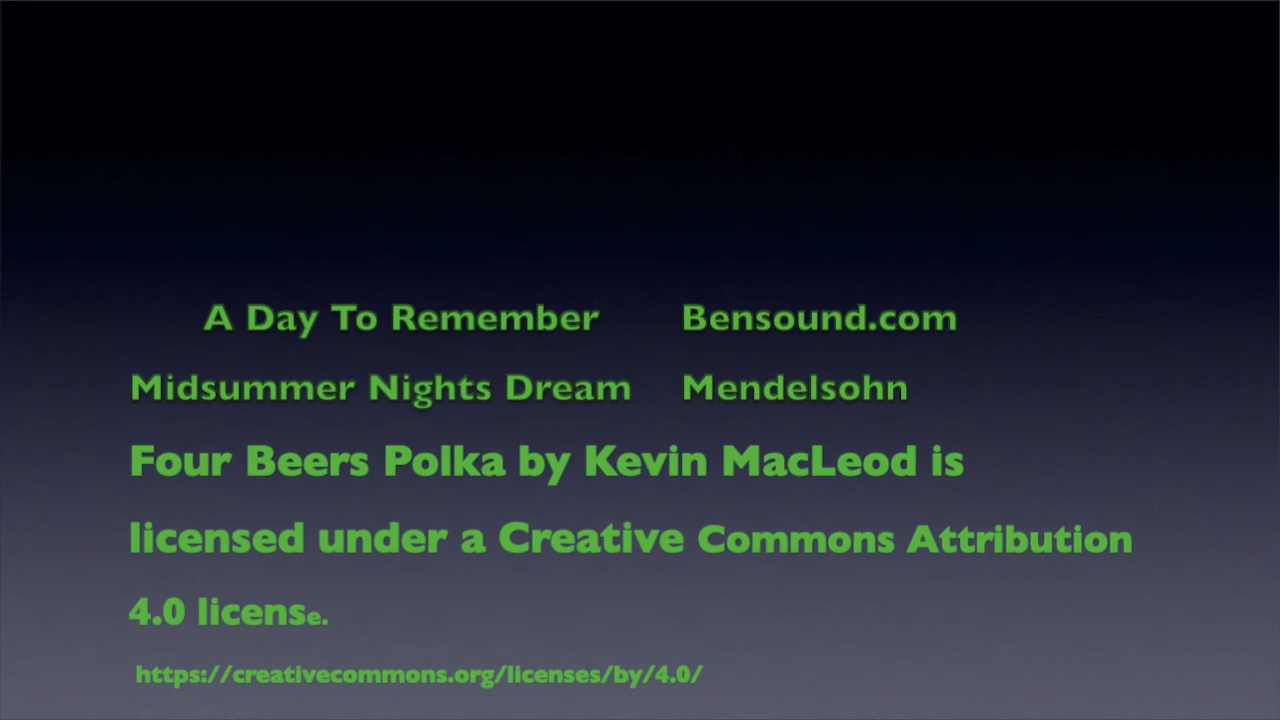 A Day To Remember Bensound.com
Midsummer Nights Dream Mendelsohn
Four Beers Polka by Kevin MacLeod is
licensed under a Creative Commons Attribution
4.0 license.
https://creativecommons.org/licenses/by/4.0/